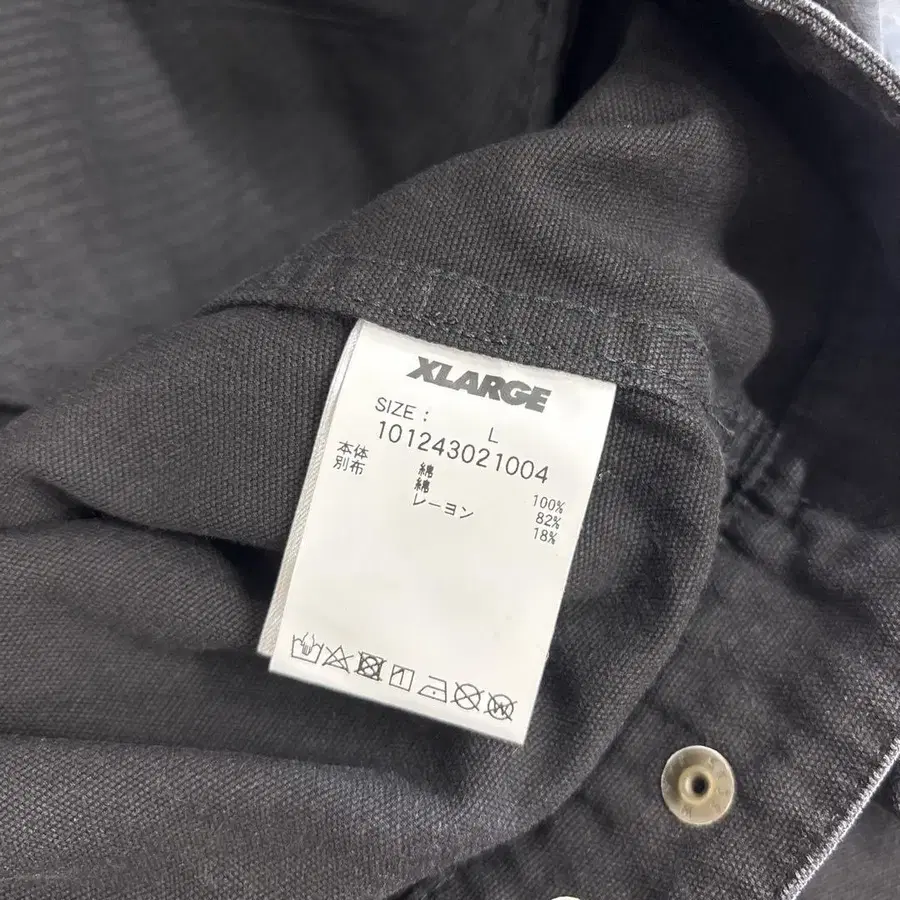 XLARGE
SIZE : L
101243021004
本体 綿 100%
別布 綿 82%
レーヨン 18%